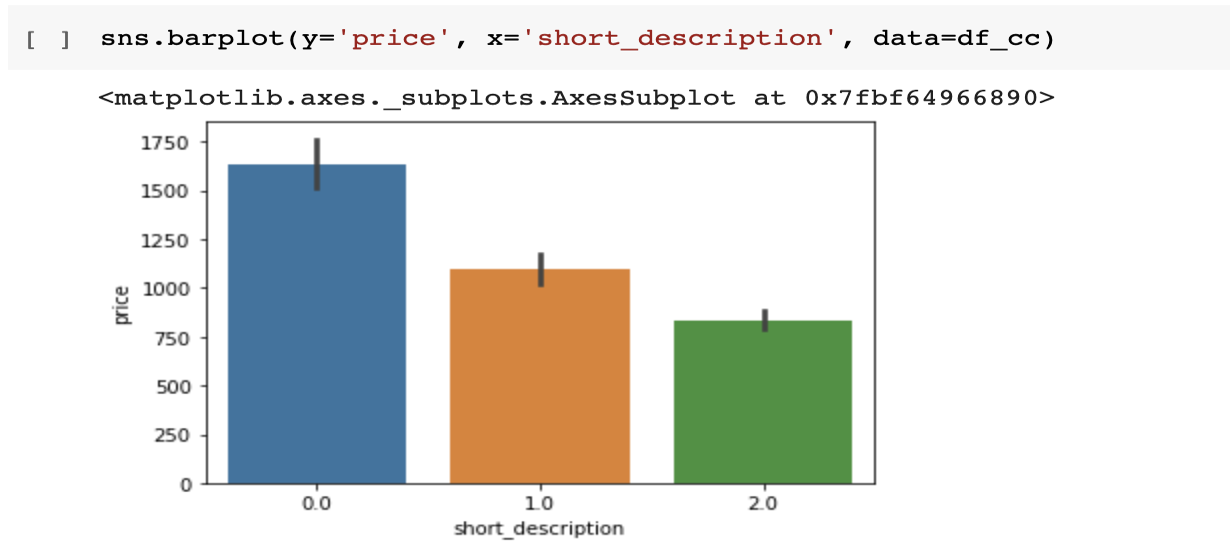 [ ] sns.barplot(y='price', x='short_description', data=df_cc)
<matplotlib.axes._subplots.AxesSubplot at 0x7fbf64966890>
1750
1500
1250
1000
750
500
250
0
price
0.0 1.0 2.0
short_description